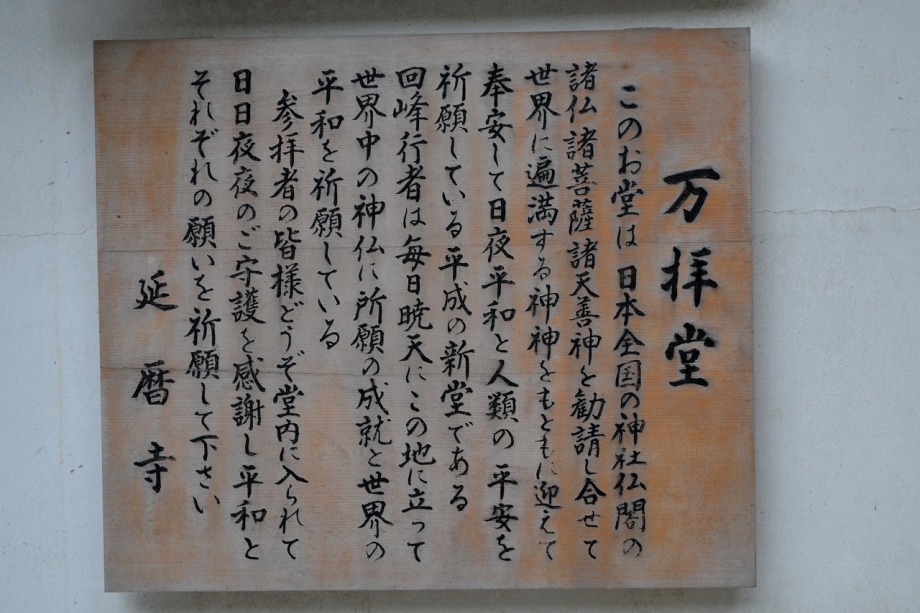 万拝堂
このお堂は日本全国の神社仏閣の
諸仏諸菩薩諸天善神を勧請し合せて
世界に遍満する神神をもともに迎えて
奉安して日夜平和と人類の平安を
祈願している平成の新堂である
回峰行者は毎日暁天にこの地に立って
世界中の神仏に所願の成就と世界の
平和を祈願している
参拝者の皆様どうぞ堂内に入られて
日日夜夜のご守護を感謝し平和と
それぞれの願いを祈願して下さい
延暦寺